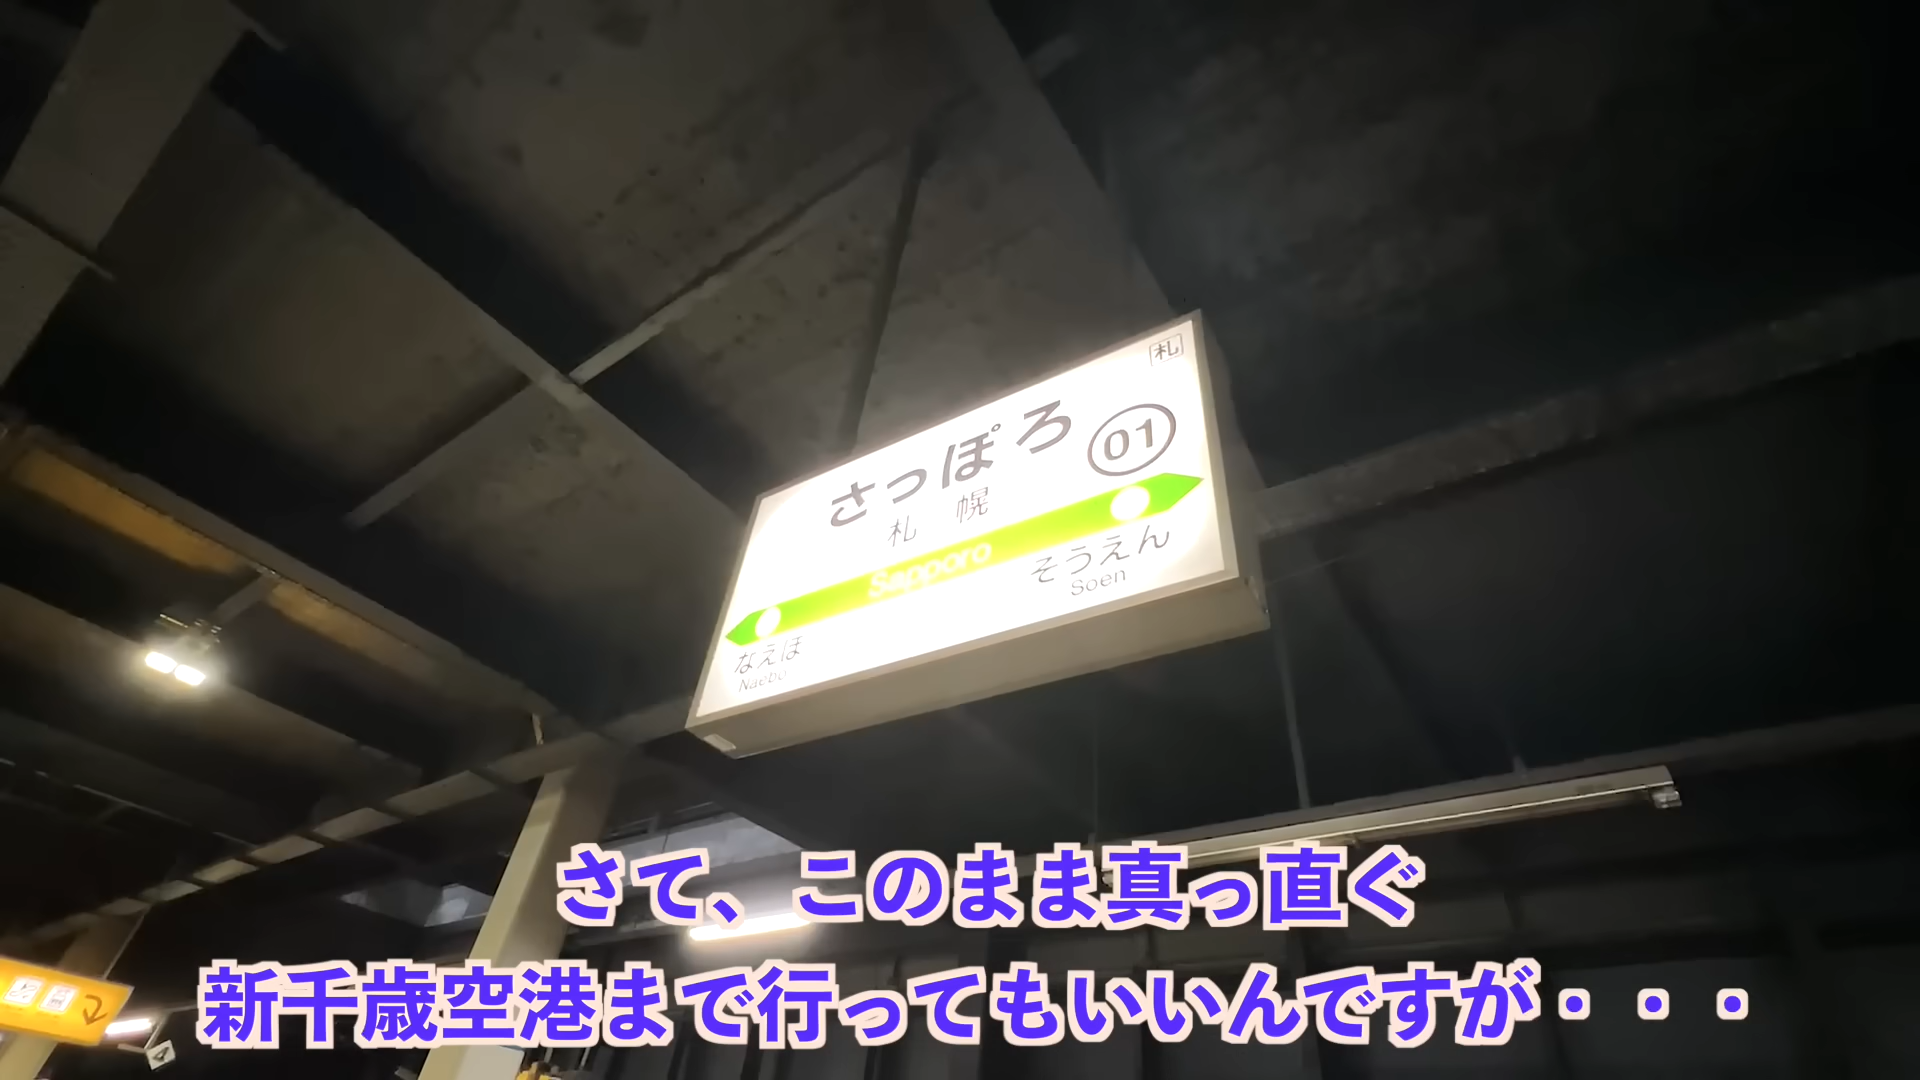 札
さっぽろ
01
札幌
Sapporo
そうえん
Soen
なえぼ
Naebo
さて、このまま真っ直ぐ
新千歳空港まで行ってもいいんですが・・・